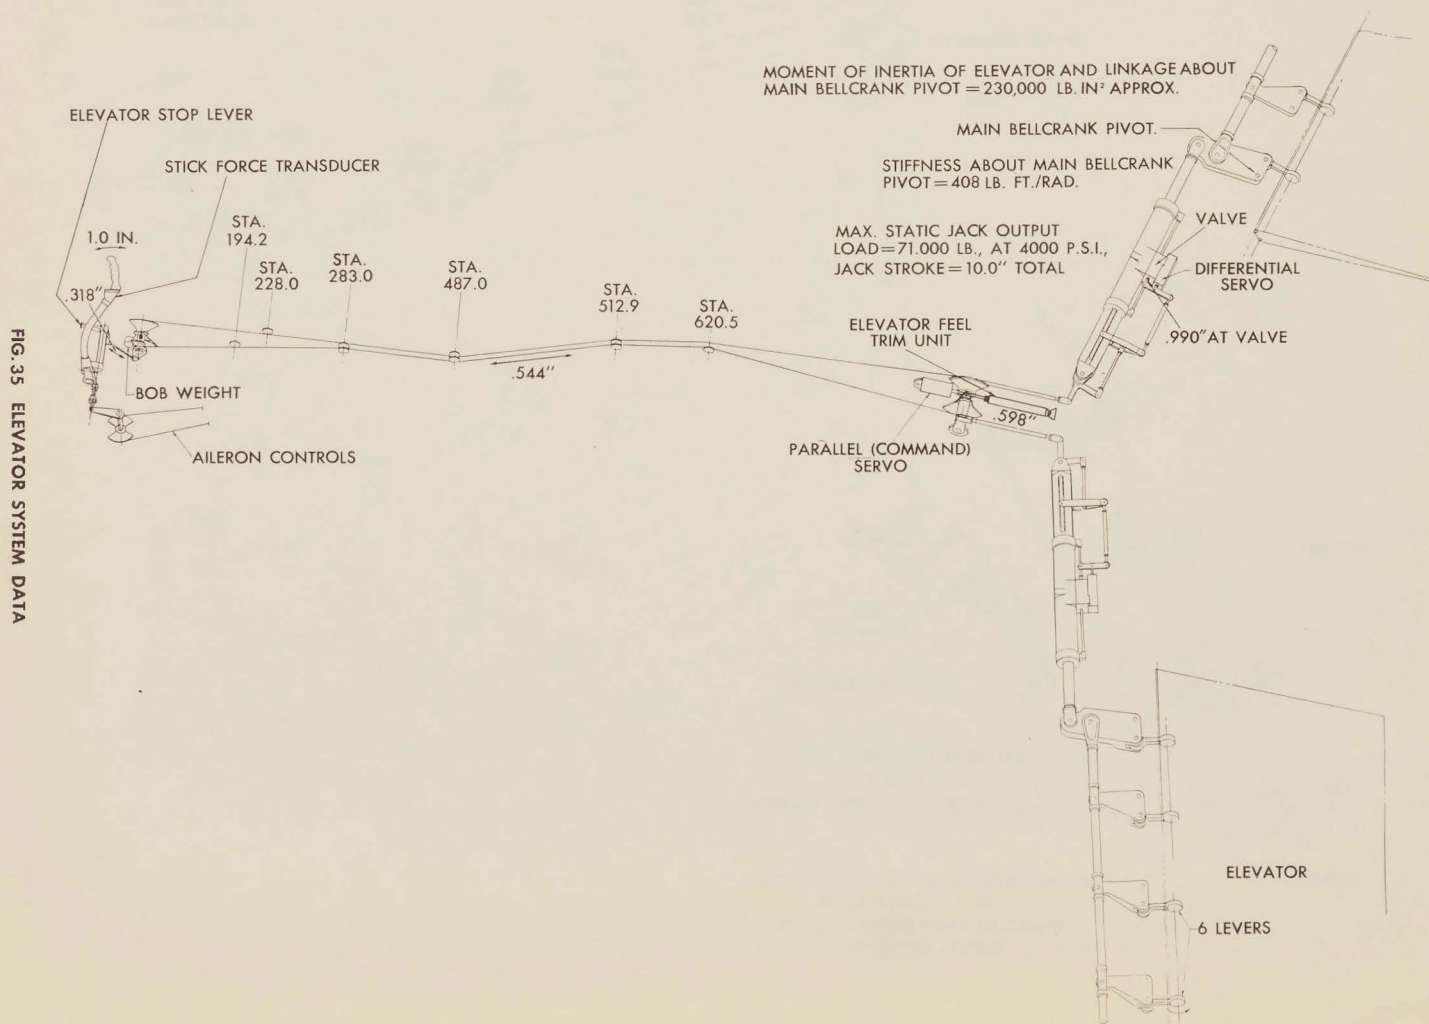 MOMENT OF INERTIA OF ELEVATOR AND LINKAGE ABOUT
MAIN BELLCRANK PIVOT = 230,000 LB. IN² APPROX.
ELEVATOR STOP LEVER
MAIN BELLCRANK PIVOT.
STICK FORCE TRANSDUCER
STIFFNESS ABOUT MAIN BELLCRANK
PIVOT = 408 LB. FT./RAD.
STA.
194.2
1.0 IN.
STA.
228.0
STA.
283.0
STA.
487.0
MAX. STATIC JACK OUTPUT
LOAD = 71.000 LB., AT 4000 P.S.I.,
JACK STROKE = 10.0" TOTAL
VALVE
DIFFERENTIAL
SERVO
.318"
STA.
512.9
STA.
620.5
ELEVATOR FEEL
TRIM UNIT
.990" AT VALVE
.544"
BOB WEIGHT
.598"
AILERON CONTROLS
PARALLEL (COMMAND)
SERVO
ELEVATOR
6 LEVERS
FIG. 35 ELEVATOR SYSTEM DATA